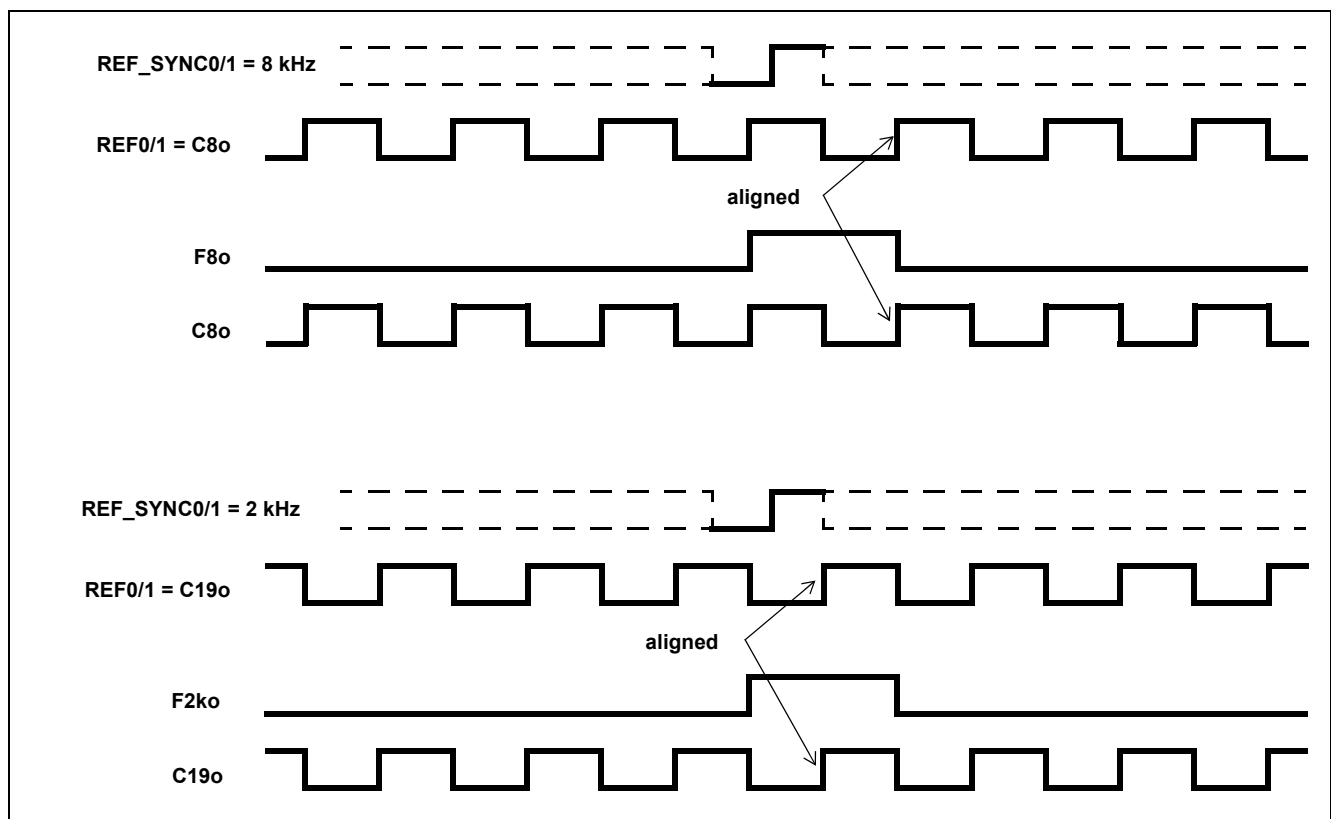 REF_SYNC0/1 = 8 kHz
REF0/1 = C8o
aligned
F8o
C8o
REF_SYNC0/1 = 2 kHz
REF0/1 = C19o
aligned
F2ko
C19o